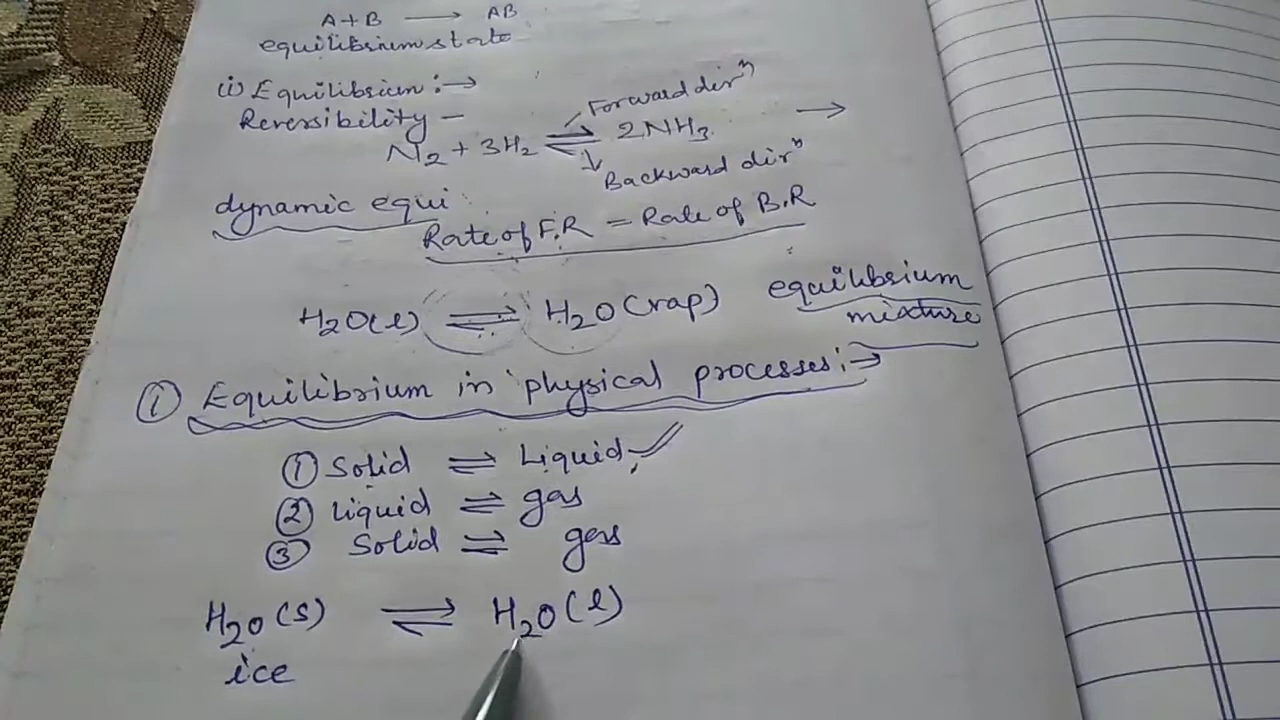 A + B ⟶ AB
equilibrium state
(i) Equilibrium :→
Reversibility —
Forward dirⁿ
N₂ + 3H₂ ⇌ 2NH₃ →
Backward dirⁿ
dynamic equi
Rate of F.R = Rate of B.R
H₂O(l) ⇌ H₂O(vap) equilibrium
mixture
① Equilibrium in physical processes :→
① Solid ⇌ Liquid
② Liquid ⇌ gas
③ Solid ⇌ gas
H₂O(s) ⇌ H₂O(l)
ice